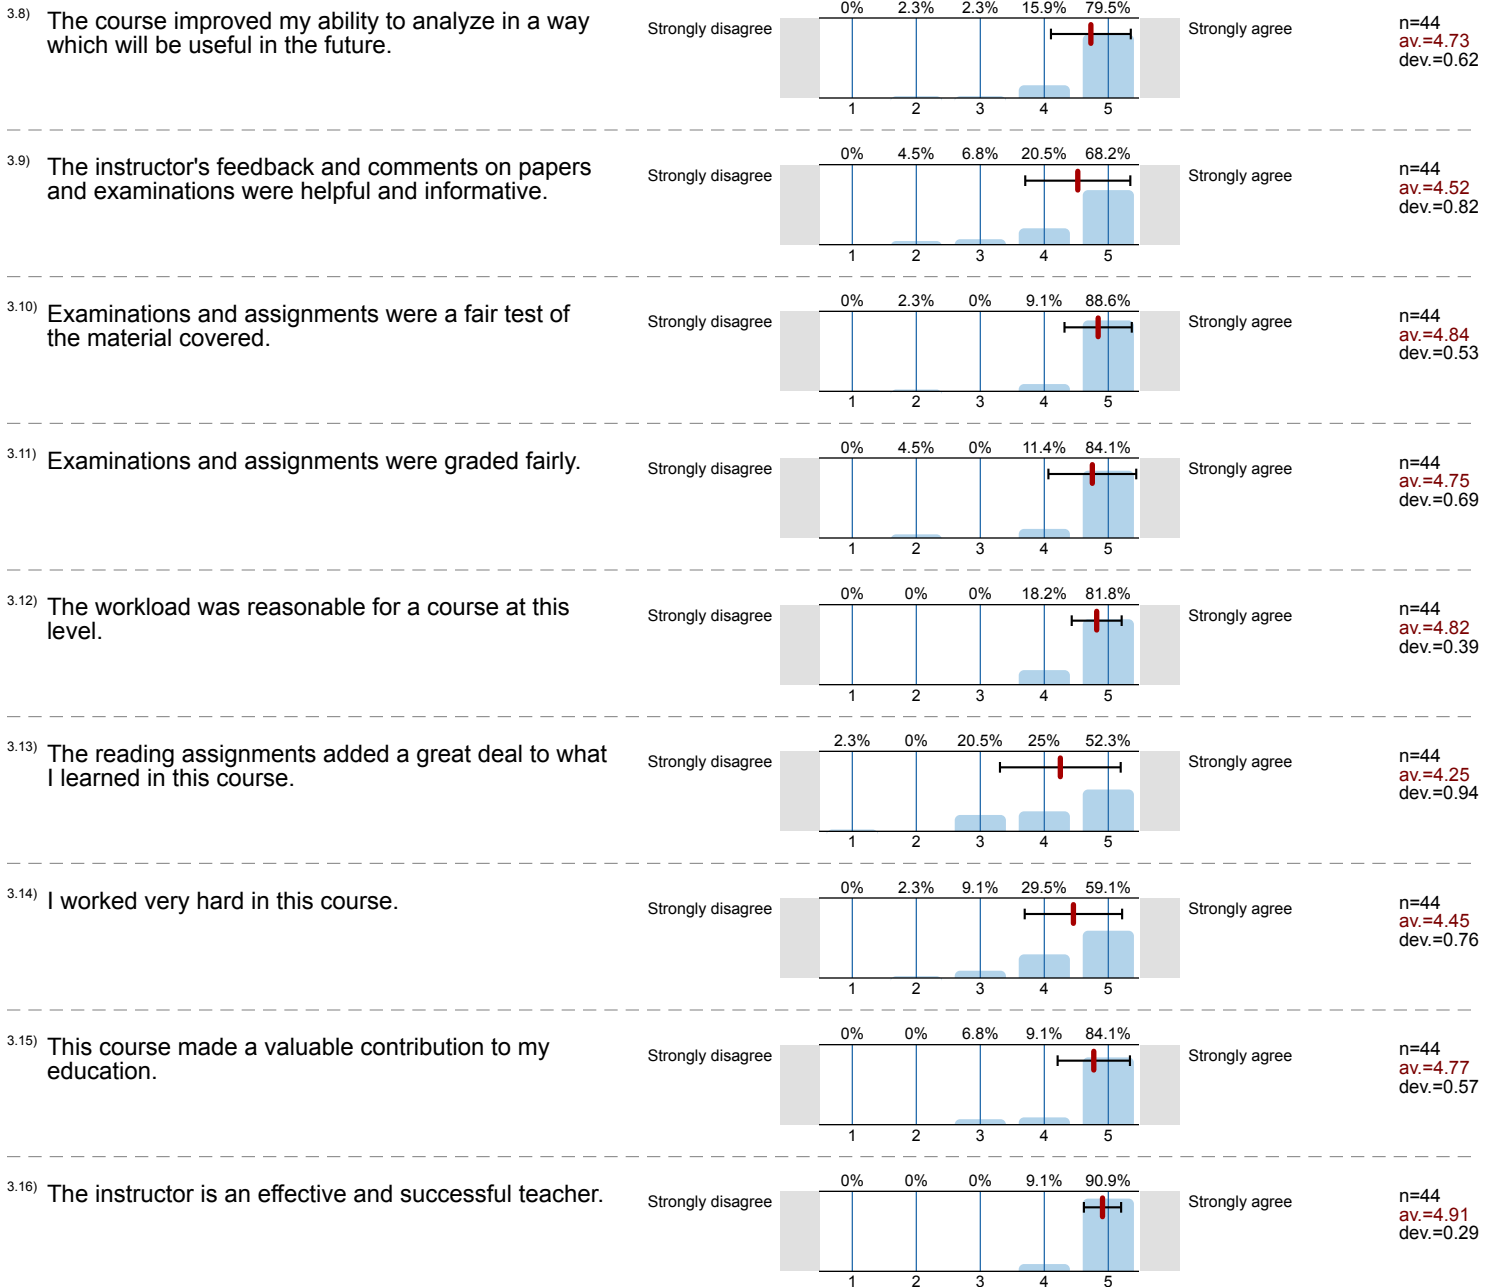 3.8) The course improved my ability to analyze in a way
which will be useful in the future.
Strongly disagree
0% 2.3% 2.3% 15.9% 79.5%
1 2 3 4 5
Strongly agree
n=44
av.=4.73
dev.=0.62
3.9) The instructor's feedback and comments on papers
and examinations were helpful and informative.
Strongly disagree
0% 4.5% 6.8% 20.5% 68.2%
1 2 3 4 5
Strongly agree
n=44
av.=4.52
dev.=0.82
3.10) Examinations and assignments were a fair test of
the material covered.
Strongly disagree
0% 2.3% 0% 9.1% 88.6%
1 2 3 4 5
Strongly agree
n=44
av.=4.84
dev.=0.53
3.11) Examinations and assignments were graded fairly.
Strongly disagree
0% 4.5% 0% 11.4% 84.1%
1 2 3 4 5
Strongly agree
n=44
av.=4.75
dev.=0.69
3.12) The workload was reasonable for a course at this
level.
Strongly disagree
0% 0% 0% 18.2% 81.8%
1 2 3 4 5
Strongly agree
n=44
av.=4.82
dev.=0.39
3.13) The reading assignments added a great deal to what
I learned in this course.
Strongly disagree
2.3% 0% 20.5% 25% 52.3%
1 2 3 4 5
Strongly agree
n=44
av.=4.25
dev.=0.94
3.14) I worked very hard in this course.
Strongly disagree
0% 2.3% 9.1% 29.5% 59.1%
1 2 3 4 5
Strongly agree
n=44
av.=4.45
dev.=0.76
3.15) This course made a valuable contribution to my
education.
Strongly disagree
0% 0% 6.8% 9.1% 84.1%
1 2 3 4 5
Strongly agree
n=44
av.=4.77
dev.=0.57
3.16) The instructor is an effective and successful teacher.
Strongly disagree
0% 0% 0% 9.1% 90.9%
1 2 3 4 5
Strongly agree
n=44
av.=4.91
dev.=0.29